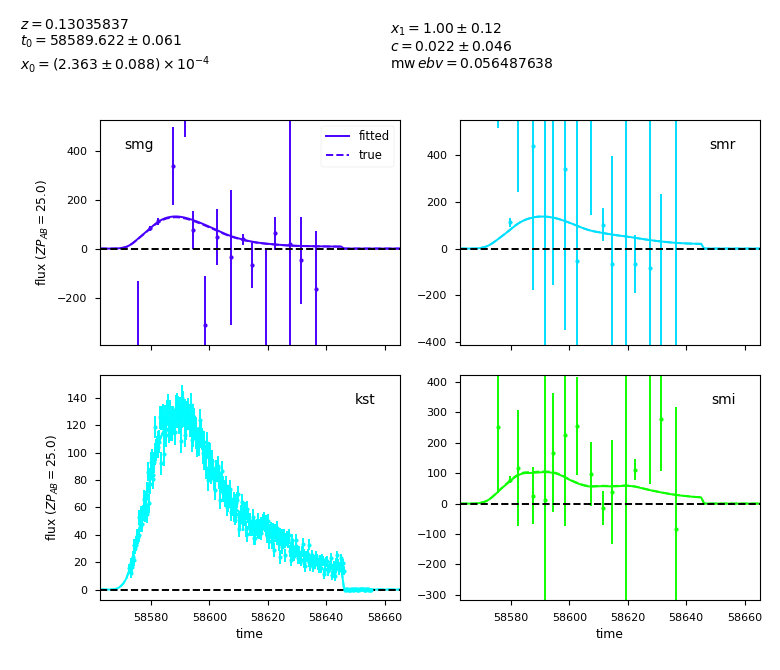 z = 0.13035837
t₀ = 58589.622 ± 0.061
x₀ = (2.363 ± 0.088) × 10⁻⁴
x₁ = 1.00 ± 0.12
c = 0.022 ± 0.046
mw ebv = 0.056487638
smg
fitted
true
400
200
0
−200
flux (ZP_AB = 25.0)
smr
400
200
0
−200
−400
kst
140
120
100
80
60
40
20
0
flux (ZP_AB = 25.0)
58580 58600 58620 58640 58660
time
smi
400
300
200
100
0
−100
−200
−300
58580 58600 58620 58640 58660
time